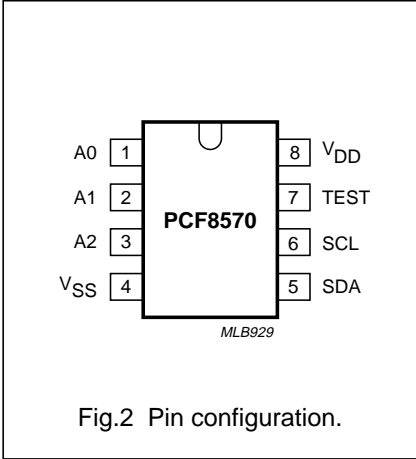 A0 1 8 VDD
A1 2 7 TEST
PCF8570
A2 3 6 SCL
VSS 4 5 SDA
MLB929
Fig.2 Pin configuration.